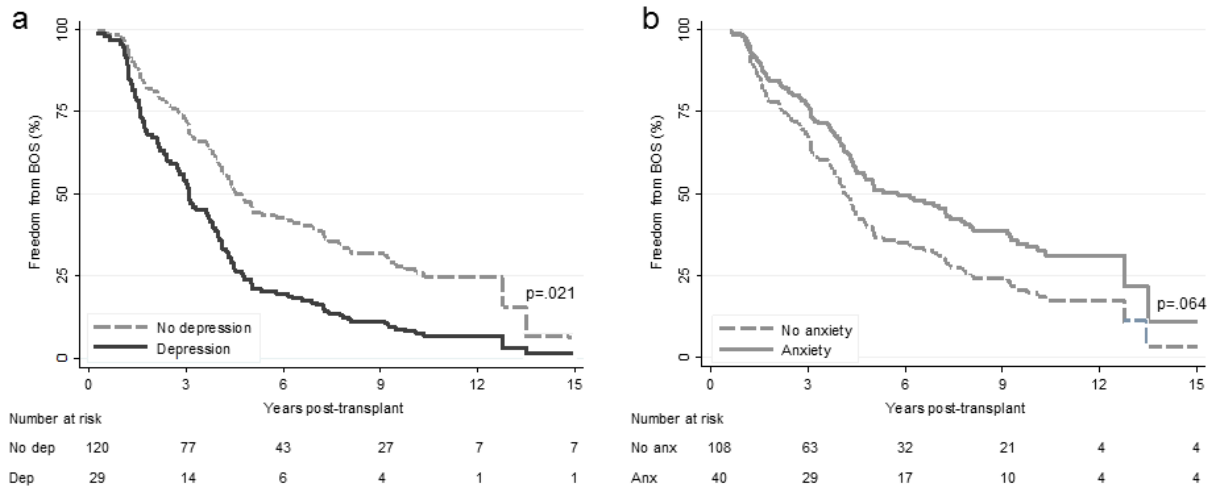 a
Freedom from BOS (%)
100
75
50
25
0
p=.021
No depression
Depression
0 3 6 9 12 15
Years post-transplant
Number at risk
No dep 120 77 43 27 7 7
Dep 29 14 6 4 1 1
b
Freedom from BOS (%)
100
75
50
25
0
p=.064
No anxiety
Anxiety
0 3 6 9 12 15
Years post-transplant
Number at risk
No anx 108 63 32 21 4 4
Anx 40 29 17 10 4 4